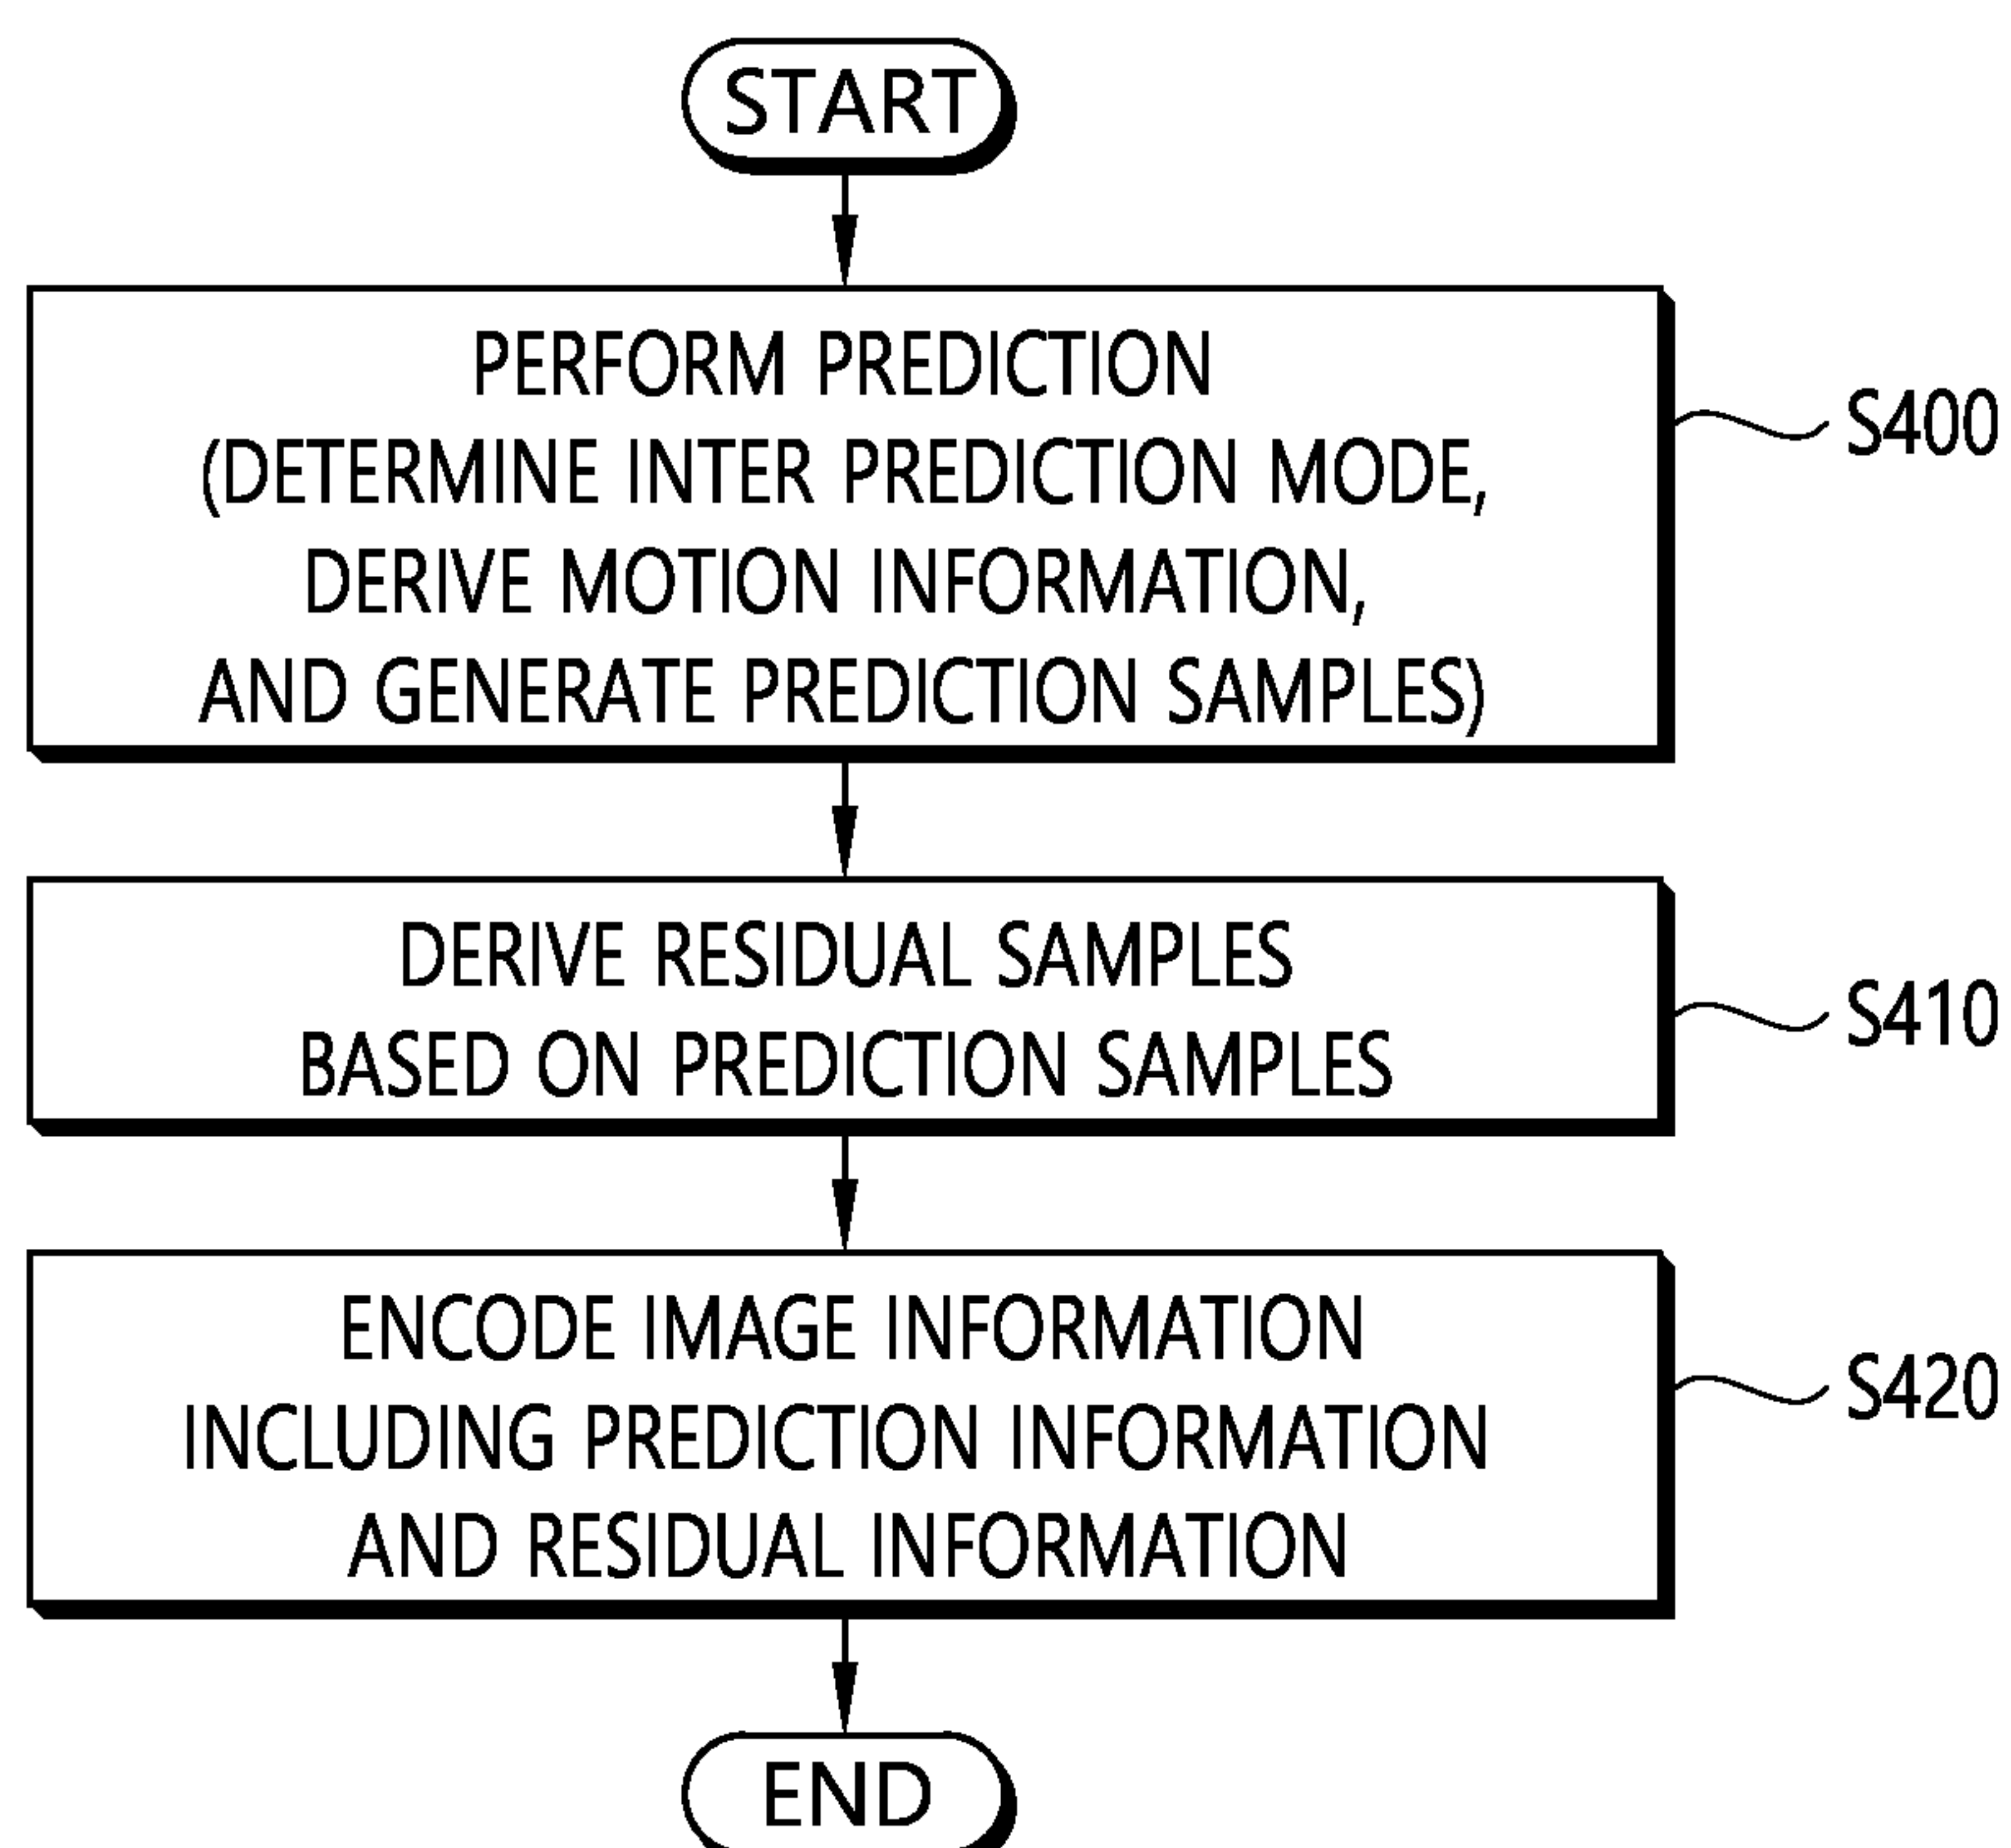 START
PERFORM PREDICTION
(DETERMINE INTER PREDICTION MODE,
DERIVE MOTION INFORMATION,
AND GENERATE PREDICTION SAMPLES)
S400
DERIVE RESIDUAL SAMPLES
BASED ON PREDICTION SAMPLES
S410
ENCODE IMAGE INFORMATION
INCLUDING PREDICTION INFORMATION
AND RESIDUAL INFORMATION
S420
END